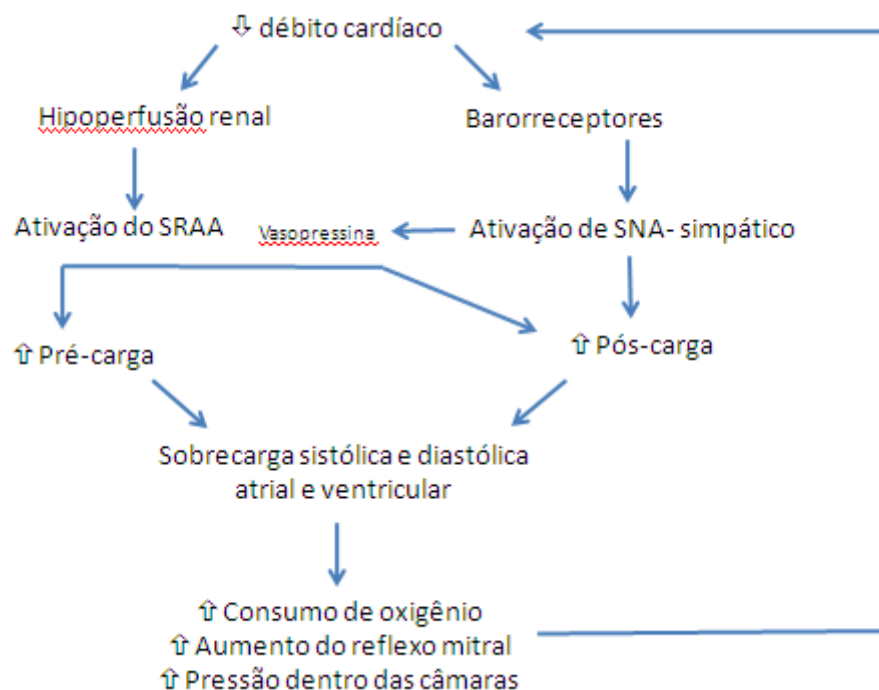 ⇩ débito cardíaco
Hipoperfusão renal
Barorreceptores
Ativação do SRAA
Vasopressina
Ativação de SNA- simpático
⇧ Pré-carga
⇧ Pós-carga
Sobrecarga sistólica e diastólica
atrial e ventricular
⇧ Consumo de oxigênio
⇧ Aumento do reflexo mitral
⇧ Pressão dentro das câmaras